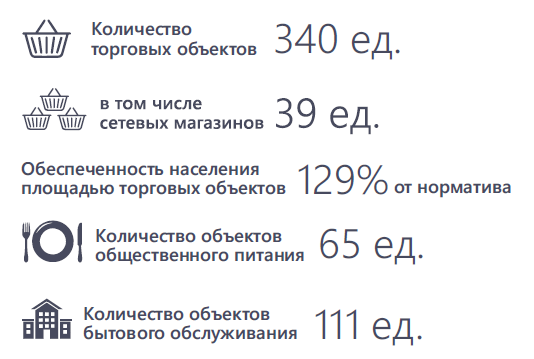 Количество
торговых объектов 340 ед.
в том числе
сетевых магазинов 39 ед.
Обеспеченность населения
площадью торговых объектов 129% от норматива
Количество объектов
общественного питания 65 ед.
Количество объектов
бытового обслуживания 111 ед.